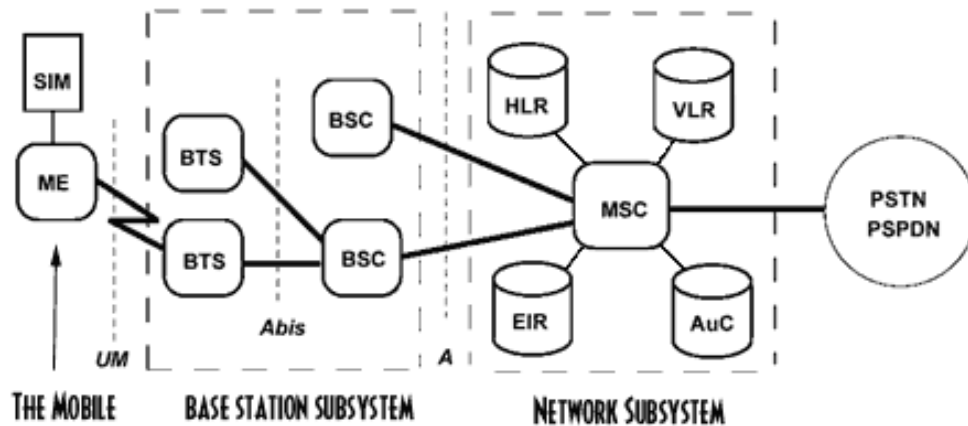 SIM
ME
BTS
BTS
BSC
BSC
HLR
VLR
MSC
EIR
AuC
PSTN
PSPDN
UM
Abis
A
THE MOBILE
BASE STATION SUBSYSTEM
NETWORK SUBSYSTEM